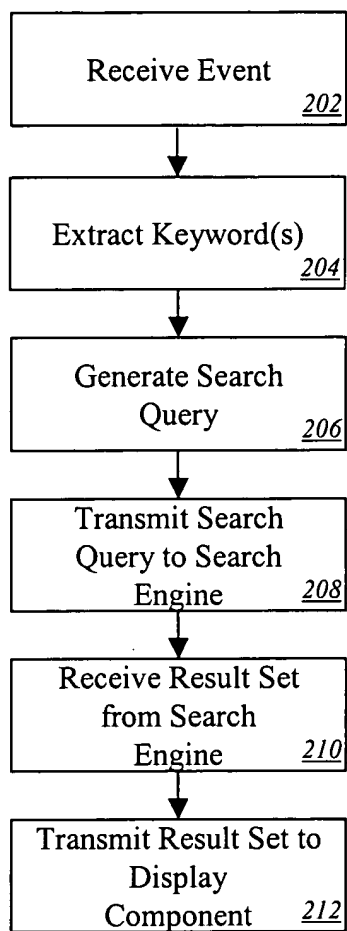 Receive Event
202
Extract Keyword(s)
204
Generate Search
Query
206
Transmit Search
Query to Search
Engine
208
Receive Result Set
from Search
Engine
210
Transmit Result Set to
Display
Component
212